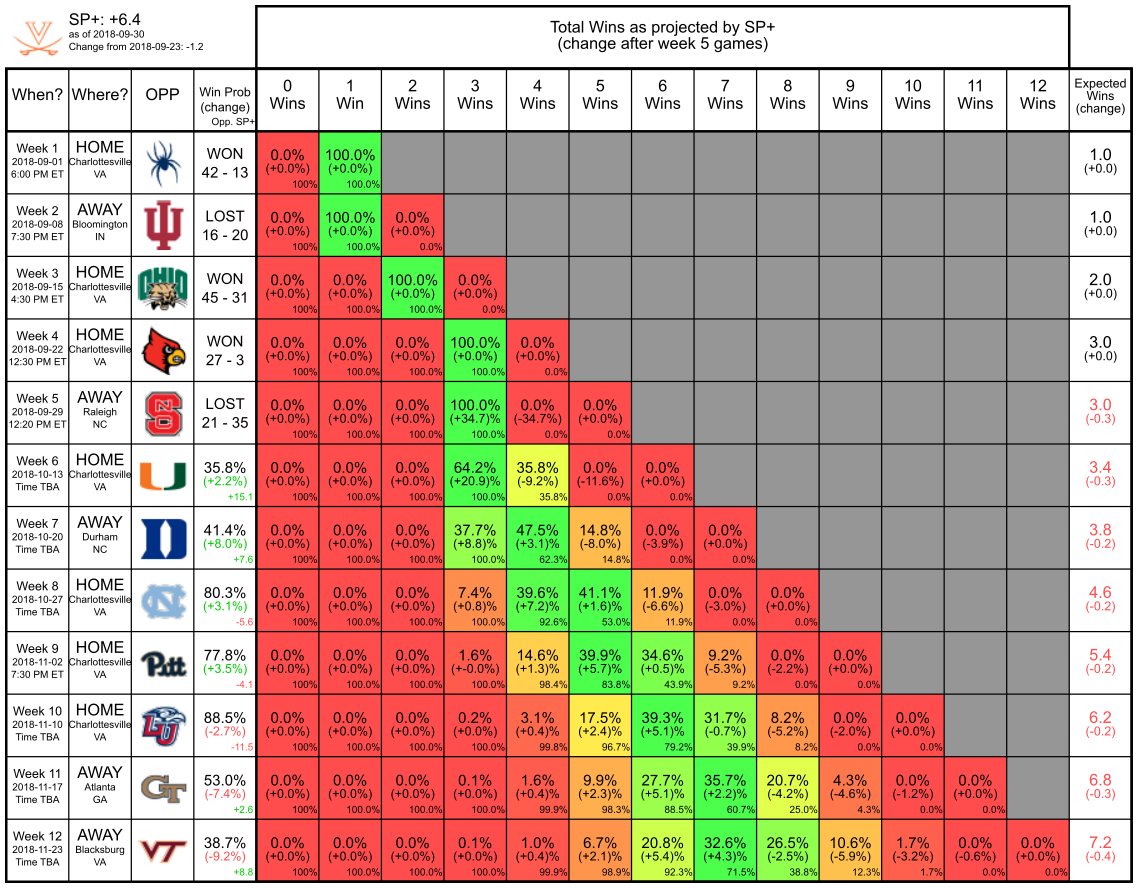 SP+: +6.4
as of 2018-09-30
Change from 2018-09-23: -1.2
Total Wins as projected by SP+
(change after week 5 games)
When? Where? OPP Win Prob (change) Opp. SP+ 0 Wins 1 Win 2 Wins 3 Wins 4 Wins 5 Wins 6 Wins 7 Wins 8 Wins 9 Wins 10 Wins 11 Wins 12 Wins Expected Wins (change)
Week 1 HOME WON 0.0% 100.0% 1.0
2018-09-01 Charlottesville (+0.0%) (+0.0%) (+0.0)
6:00 PM ET VA 42 - 13 100% 100.0%
Week 2 AWAY LOST 0.0% 100.0% 0.0% 1.0
2018-09-08 Bloomington (+0.0%) (+0.0%) (+0.0%) (+0.0)
7:30 PM ET IN 16 - 20 100% 100.0% 0.0%
Week 3 HOME OHIO WON 0.0% 0.0% 100.0% 0.0% 2.0
2018-09-15 Charlottesville (+0.0%) (+0.0%) (+0.0%) (+0.0%) (+0.0)
4:30 PM ET VA 45 - 31 100% 100.0% 100.0% 0.0%
Week 4 HOME WON 0.0% 0.0% 0.0% 100.0% 0.0% 3.0
2018-09-22 Charlottesville (+0.0%) (+0.0%) (+0.0%) (+0.0%) (+0.0%) (+0.0)
12:30 PM ET VA 27 - 3 100% 100.0% 100.0% 100.0% 0.0%
Week 5 AWAY LOST 0.0% 0.0% 0.0% 100.0% 0.0% 0.0% 3.0
2018-09-29 Raleigh (+0.0%) (+0.0%) (+0.0%) (+34.7)% (-34.7%) (+0.0%) (-0.3)
12:20 PM ET NC 21 - 35 100% 100.0% 100.0% 100.0% 0.0% 0.0%
Week 6 HOME 35.8% 0.0% 0.0% 0.0% 64.2% 35.8% 0.0% 0.0% 3.4
2018-10-13 Charlottesville (+2.2%) (+0.0%) (+0.0%) (+0.0%) (+20.9)% (-9.2%) (-11.6%) (+0.0%) (-0.3)
Time TBA VA +15.1 100% 100.0% 100.0% 100.0% 35.8% 0.0% 0.0%
Week 7 AWAY D 41.4% 0.0% 0.0% 0.0% 37.7% 47.5% 14.8% 0.0% 0.0% 3.8
2018-10-20 Durham (+8.0%) (+0.0%) (+0.0%) (+0.0%) (+8.8)% (+3.1)% (-8.0%) (-3.9%) (+0.0%) (-0.2)
Time TBA NC +7.6 100% 100.0% 100.0% 100.0% 62.3% 14.8% 0.0% 0.0%
Week 8 HOME NC 80.3% 0.0% 0.0% 0.0% 7.4% 39.6% 41.1% 11.9% 0.0% 0.0% 4.6
2018-10-27 Charlottesville (+3.1%) (+0.0%) (+0.0%) (+0.0%) (+0.8)% (+7.2)% (+1.6)% (-6.6%) (-3.0%) (+0.0%) (-0.2)
Time TBA VA -5.6 100% 100.0% 100.0% 100.0% 92.6% 53.0% 11.9% 0.0% 0.0%
Week 9 HOME Pitt 77.8% 0.0% 0.0% 0.0% 1.6% 14.6% 39.9% 34.6% 9.2% 0.0% 0.0% 5.4
2018-11-02 Charlottesville (+3.5%) (+0.0%) (+0.0%) (+0.0%) (+-0.0%) (+1.3)% (+5.7)% (+0.5)% (-5.3%) (-2.2%) (+0.0%) (-0.2)
7:30 PM ET VA -4.1 100% 100.0% 100.0% 100.0% 98.4% 83.8% 43.9% 9.2% 0.0% 0.0%
Week 10 HOME LU 88.5% 0.0% 0.0% 0.0% 0.2% 3.1% 17.5% 39.3% 31.7% 8.2% 0.0% 0.0% 6.2
2018-11-10 Charlottesville (-2.7%) (+0.0%) (+0.0%) (+0.0%) (+0.0%) (+0.4)% (+2.4)% (+5.1)% (-0.7%) (-5.2%) (-2.0%) (+0.0%) (-0.2)
Time TBA VA -11.5 100% 100.0% 100.0% 100.0% 99.8% 96.7% 79.2% 39.9% 8.2% 0.0% 0.0%
Week 11 AWAY GT 53.0% 0.0% 0.0% 0.0% 0.1% 1.6% 9.9% 27.7% 35.7% 20.7% 4.3% 0.0% 0.0% 6.8
2018-11-17 Atlanta (-7.4%) (+0.0%) (+0.0%) (+0.0%) (+0.0%) (+0.4)% (+2.3)% (+5.1)% (+2.2)% (-4.2%) (-4.6%) (-1.2%) (+0.0%) (-0.3)
Time TBA GA +2.6 100% 100.0% 100.0% 100.0% 99.9% 98.3% 88.5% 60.7% 25.0% 4.3% 0.0% 0.0%
Week 12 AWAY VT 38.7% 0.0% 0.0% 0.0% 0.1% 1.0% 6.7% 20.8% 32.6% 26.5% 10.6% 1.7% 0.0% 0.0% 7.2
2018-11-23 Blacksburg (-9.2%) (+0.0%) (+0.0%) (+0.0%) (+0.0%) (+0.4)% (+2.1)% (+5.4)% (+4.3)% (-2.5%) (-5.9%) (-3.2%) (-0.6%) (+0.0%) (-0.4)
Time TBA VA +8.8 100% 100.0% 100.0% 100.0% 99.9% 98.9% 92.3% 71.5% 38.8% 12.3% 1.7% 0.0% 0.0%